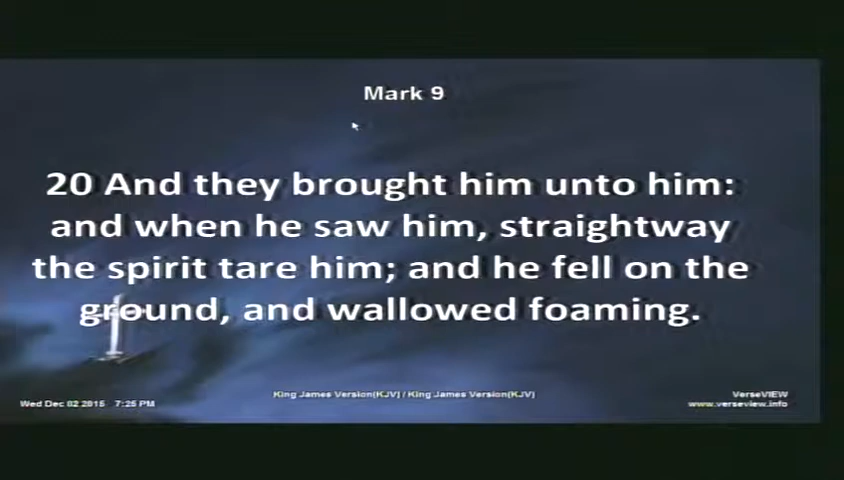 Mark 9
20 And they brought him unto him:
and when he saw him, straightway
the spirit tare him; and he fell on the
ground, and wallowed foaming.
King James Version(KJV) / King James Version(KJV)
VerseVIEW
Wed Dec 02 2015 7:25 PM
www.verseview.info